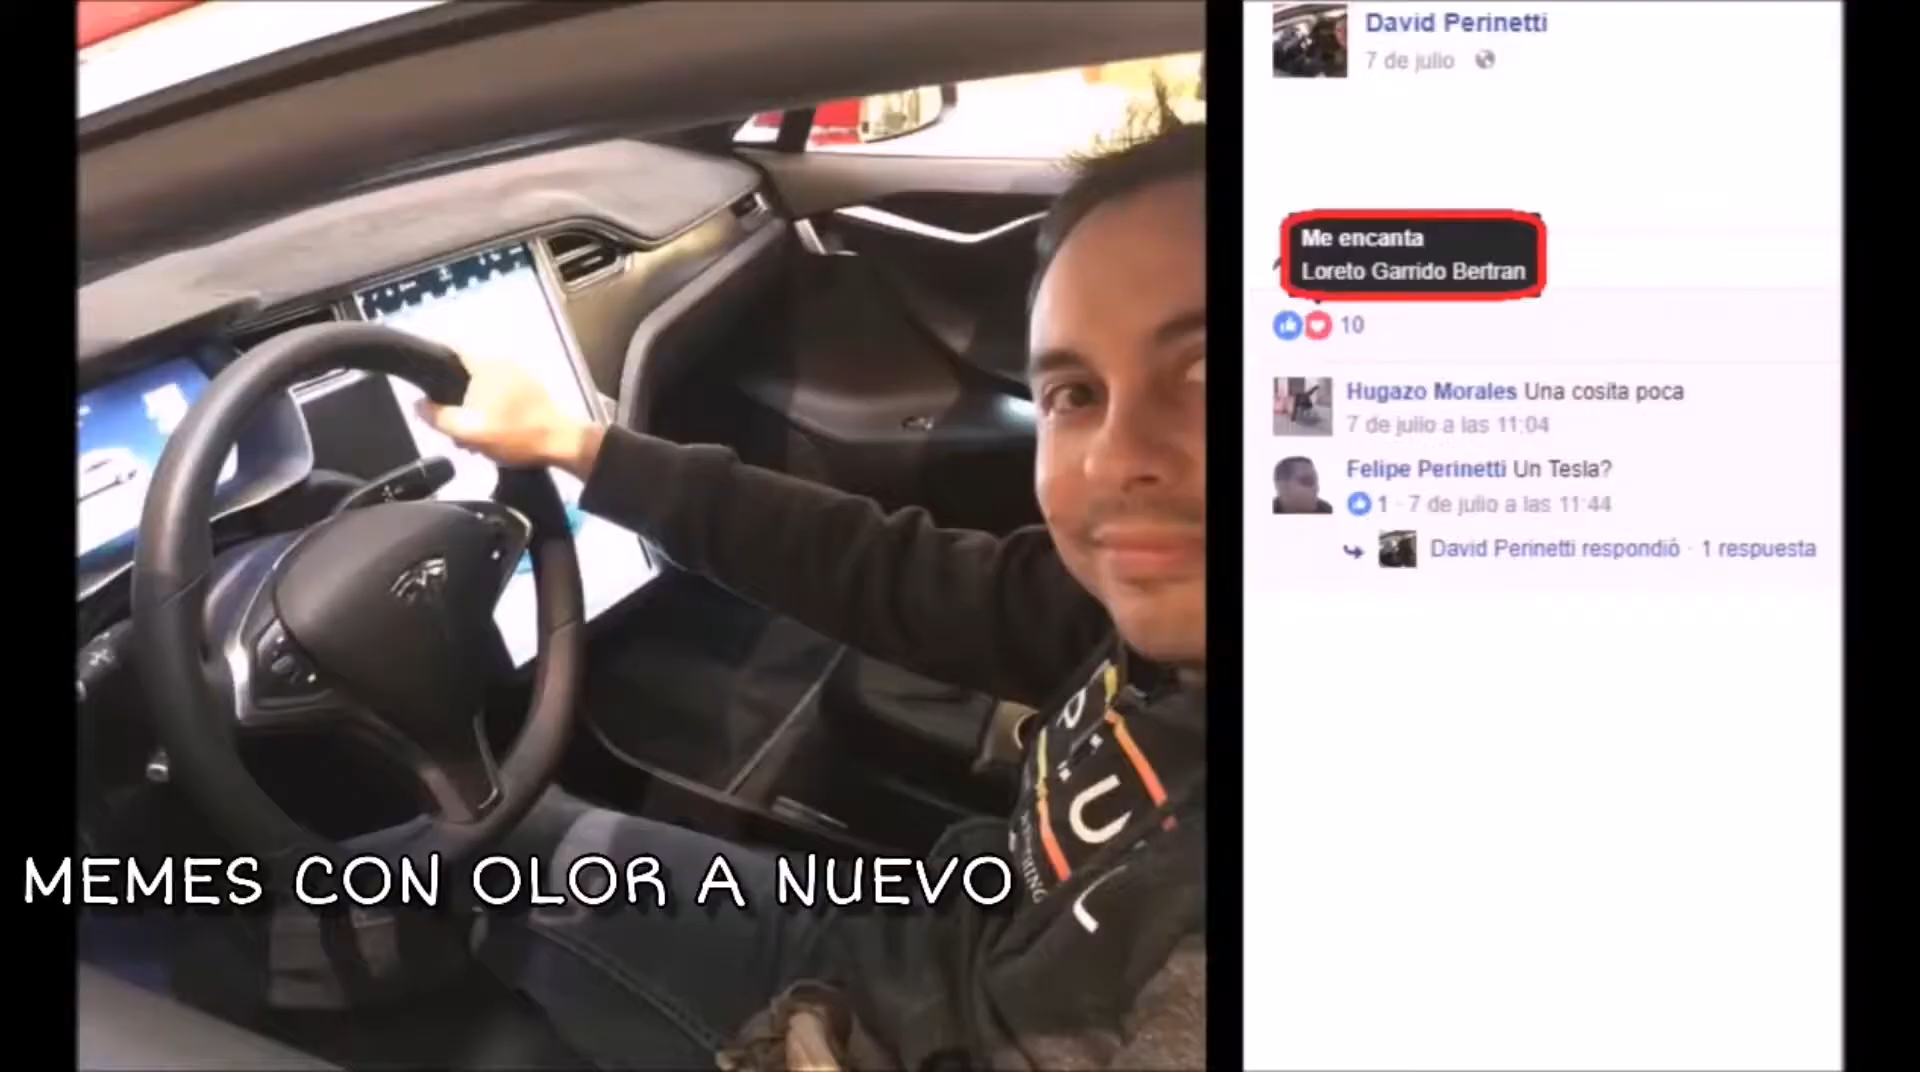 David Perinetti
7 de julio
Me encanta
Loreto Garrido Bertran
10
Hugazo Morales Una cosita poca
7 de julio a las 11:04
Felipe Perinetti Un Tesla?
1 · 7 de julio a las 11:44
David Perinetti respondió · 1 respuesta
MEMES CON OLOR A NUEVO